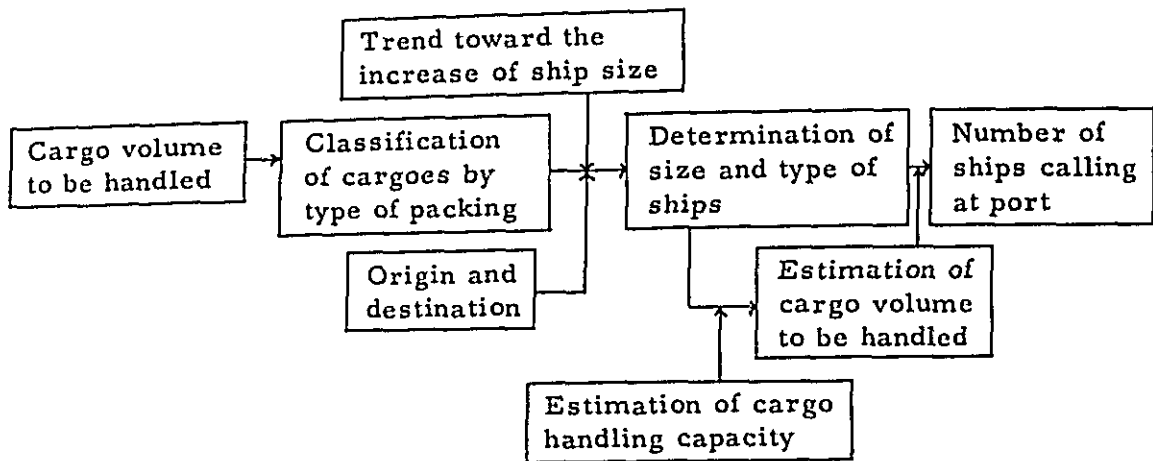 Trend toward the
increase of ship size
Cargo volume
to be handled
Classification
of cargoes by
type of packing
Determination of
size and type of
ships
Number of
ships calling
at port
Origin and
destination
Estimation of
cargo volume
to be handled
Estimation of cargo
handling capacity